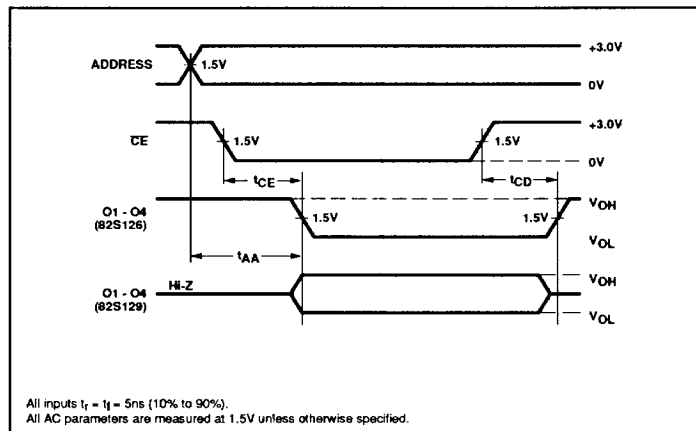 ADDRESS
1.5V
+3.0V
0V
CE
1.5V
1.5V
+3.0V
0V
tCE
tCD
O1 - O4
(82S126)
1.5V
1.5V
VOH
VOL
tAA
O1 - O4
(82S129)
Hi-Z
VOH
VOL
All inputs tr = tf = 5ns (10% to 90%).
All AC parameters are measured at 1.5V unless otherwise specified.